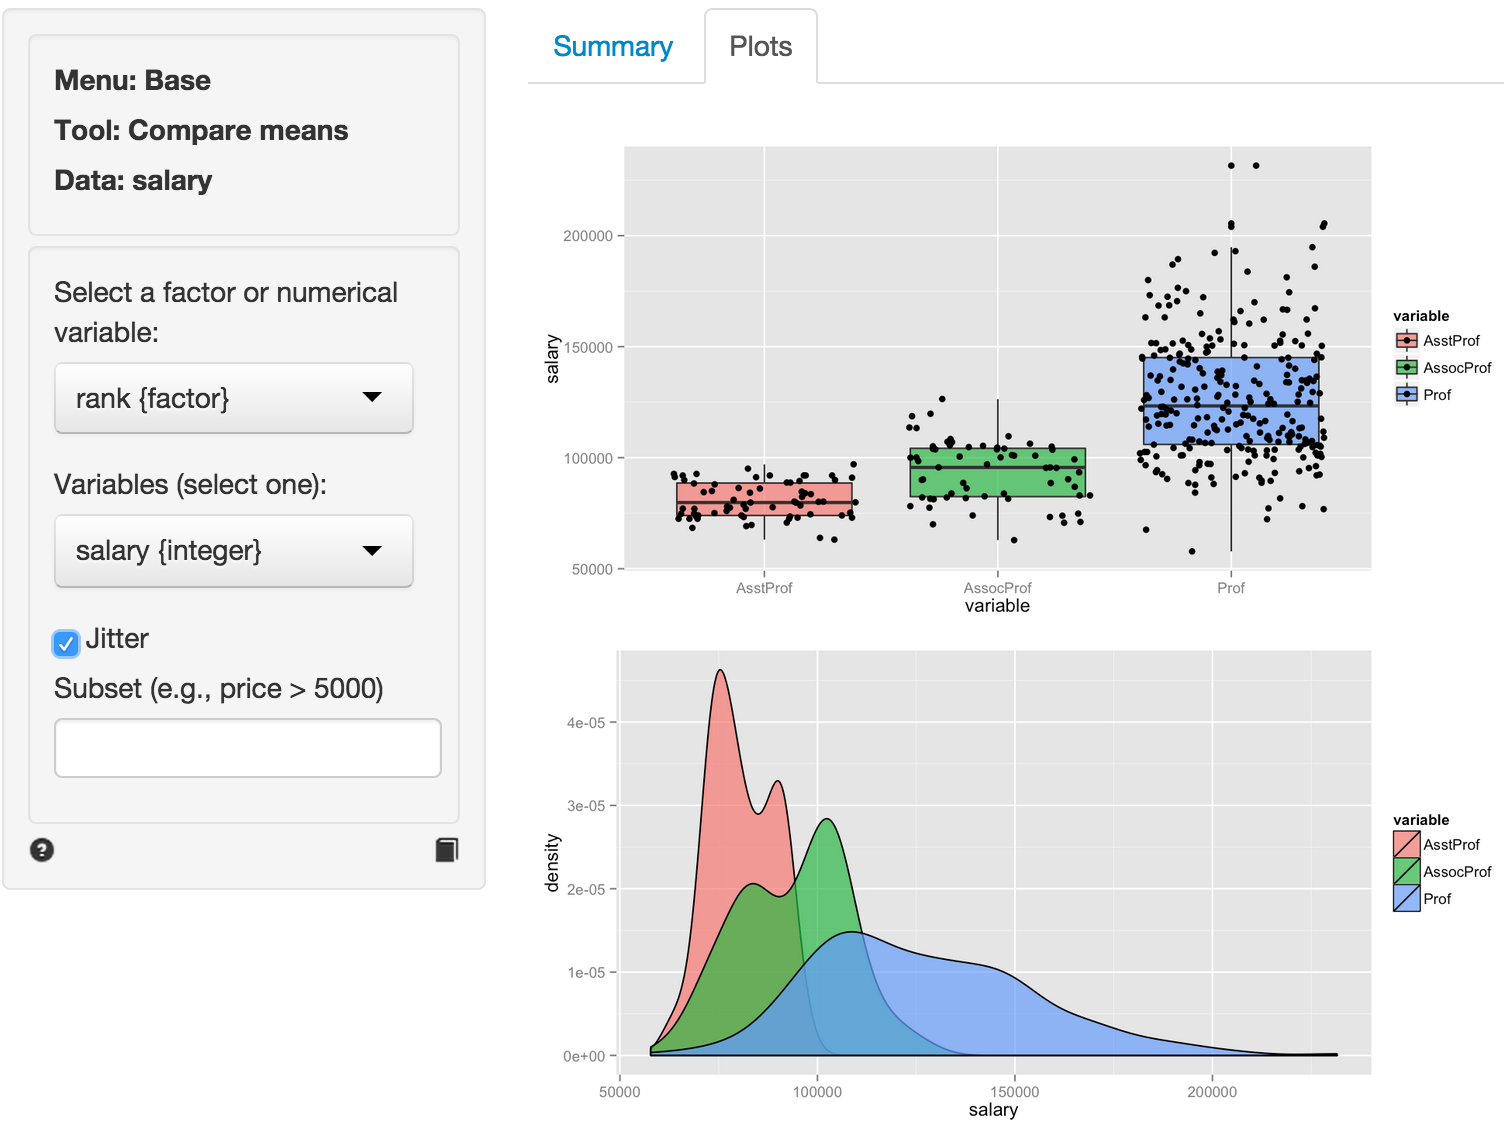 Menu: Base
Tool: Compare means
Data: salary
Select a factor or numerical
variable:
rank {factor}
Variables (select one):
salary {integer}
Jitter
Subset (e.g., price > 5000)
?
Summary
Plots
200000
150000
100000
50000
salary
AsstProf
AssocProf
Prof
variable
variable
AsstProf
AssocProf
Prof
4e-05
3e-05
2e-05
1e-05
0e+00
density
50000
100000
150000
200000
salary
variable
AsstProf
AssocProf
Prof